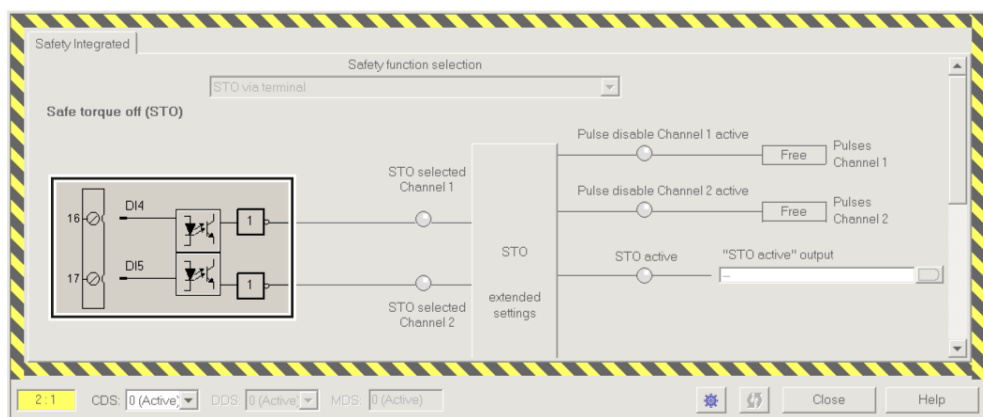 Safety Integrated
Safety function selection
STO via terminal
Safe torque off (STO)
Pulse disable Channel 1 active
Free
Pulses
Channel 1
STO selected
Channel 1
Pulse disable Channel 2 active
Free
Pulses
Channel 2
16
DI4
1
STO
STO active
"STO active" output
--
17
DI5
1
extended
settings
STO selected
Channel 2
2:1
CDS: 0 (Active)
DDS: 0 (Active)
MDS: 0 (Active)
Close
Help